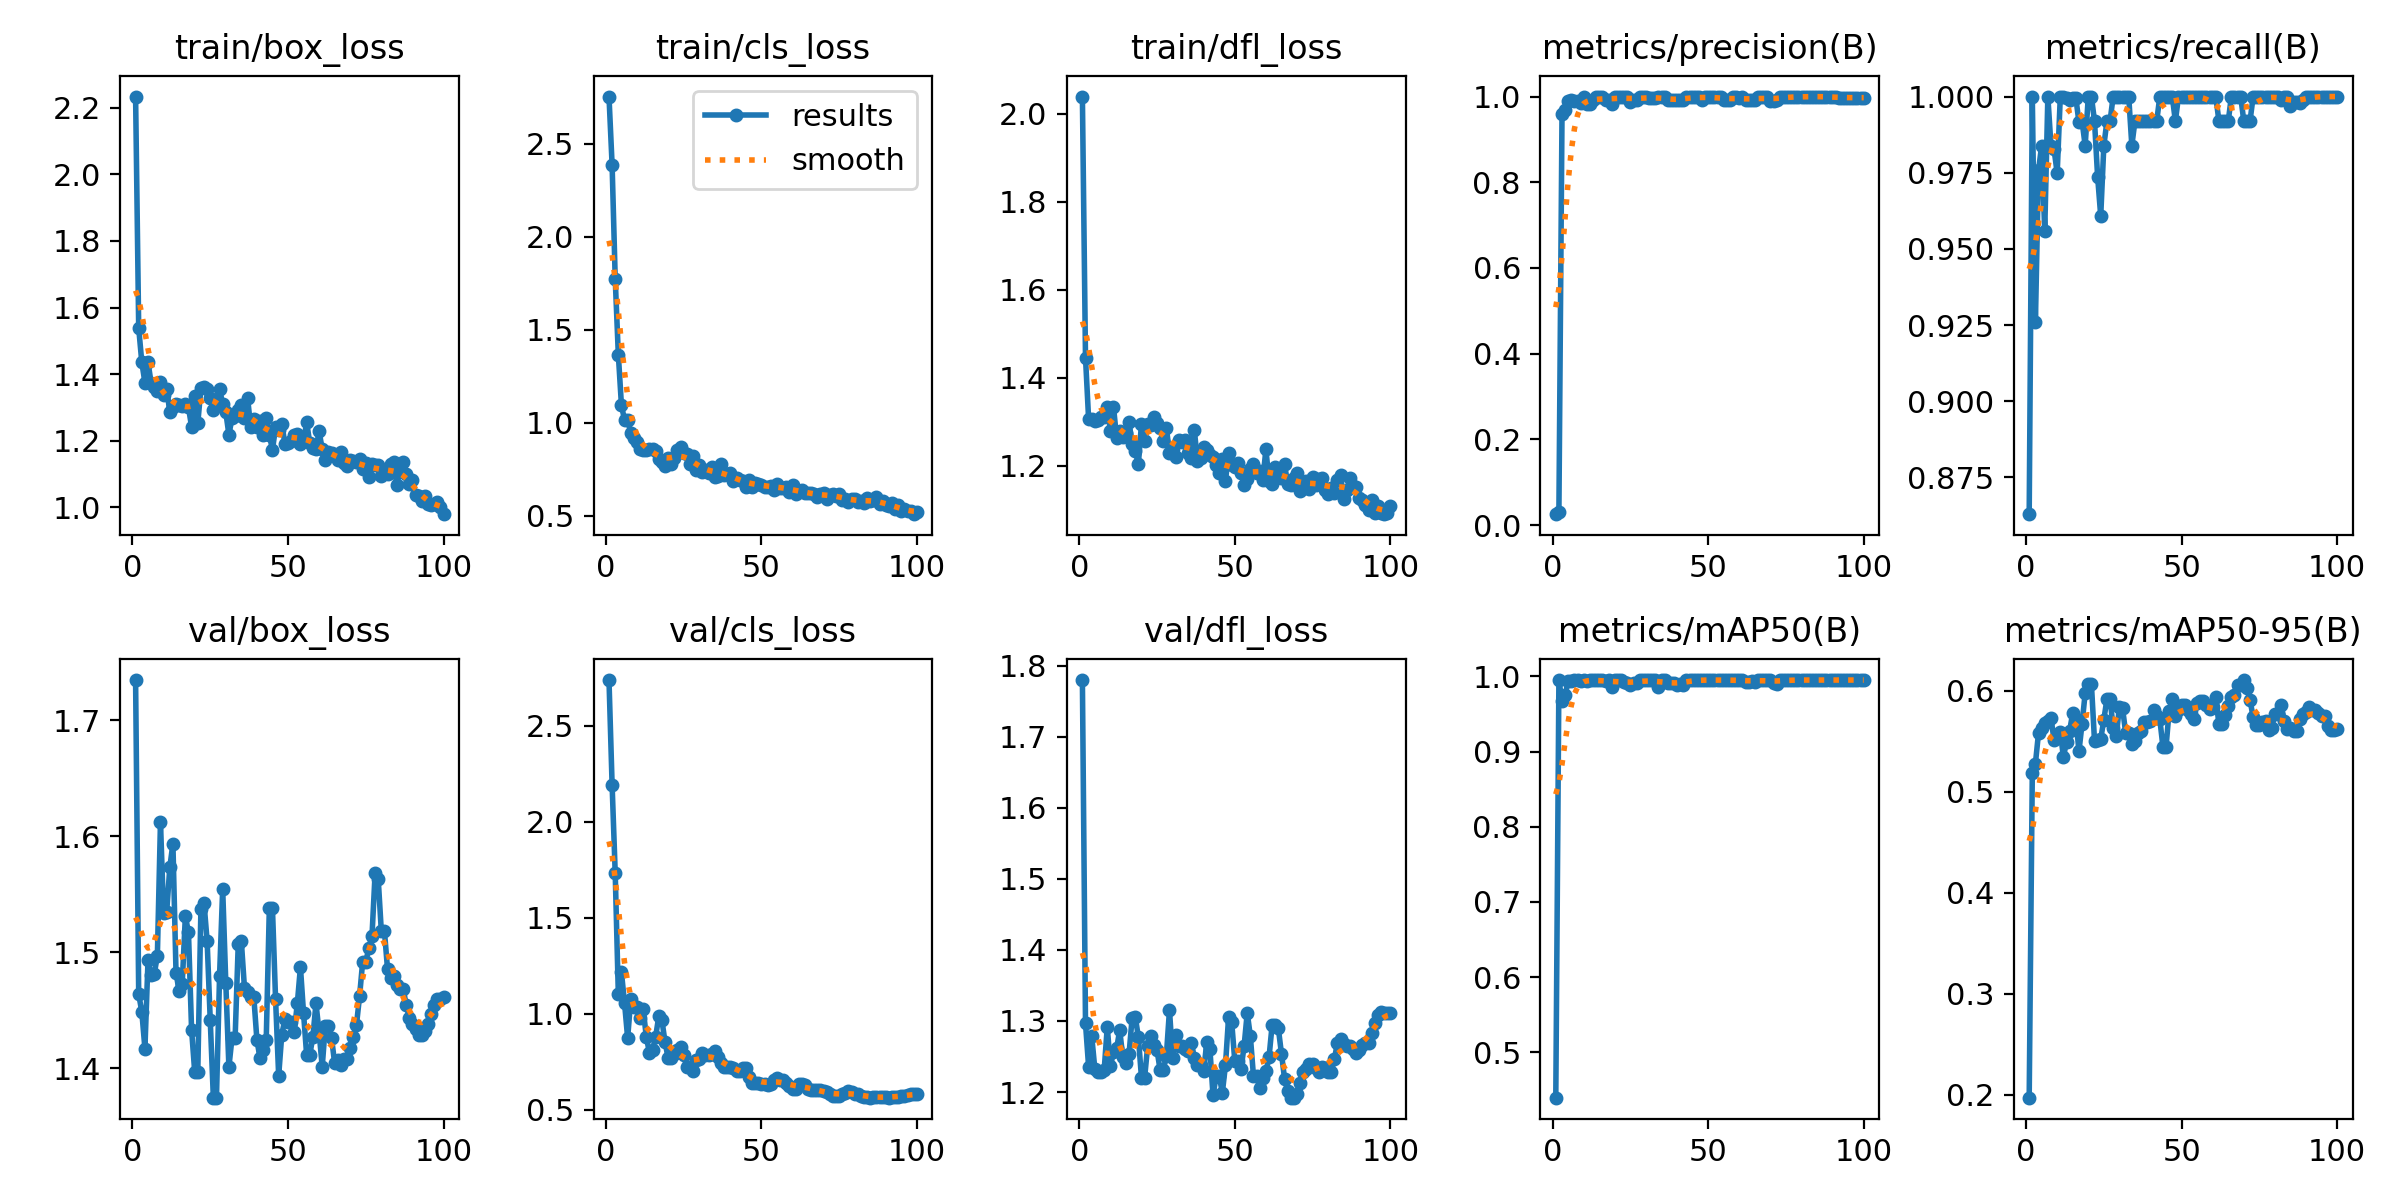 train/box_loss
2.2
2.0
1.8
1.6
1.4
1.2
1.0
0 50 100
train/cls_loss
results
smooth
2.5
2.0
1.5
1.0
0.5
0 50 100
train/dfl_loss
2.0
1.8
1.6
1.4
1.2
0 50 100
metrics/precision(B)
1.0
0.8
0.6
0.4
0.2
0.0
0 50 100
metrics/recall(B)
1.000
0.975
0.950
0.925
0.900
0.875
0 50 100
val/box_loss
1.7
1.6
1.5
1.4
0 50 100
val/cls_loss
2.5
2.0
1.5
1.0
0.5
0 50 100
val/dfl_loss
1.8
1.7
1.6
1.5
1.4
1.3
1.2
0 50 100
metrics/mAP50(B)
1.0
0.9
0.8
0.7
0.6
0.5
0 50 100
metrics/mAP50-95(B)
0.6
0.5
0.4
0.3
0.2
0 50 100